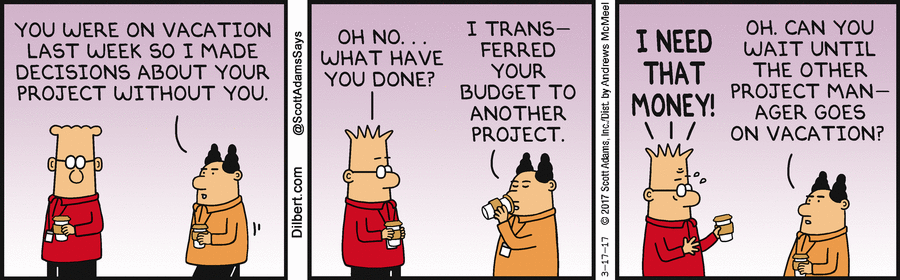 YOU WERE ON VACATION
LAST WEEK SO I MADE
DECISIONS ABOUT YOUR
PROJECT WITHOUT YOU.
Dilbert.com @ScottAdamsSays
OH NO...
WHAT HAVE
YOU DONE?
I TRANS–
FERRED
YOUR
BUDGET TO
ANOTHER
PROJECT.
3-17-17 © 2017 Scott Adams, Inc./Dist. by Andrews McMeel
I NEED
THAT
MONEY!
OH. CAN YOU
WAIT UNTIL
THE OTHER
PROJECT MAN–
AGER GOES
ON VACATION?